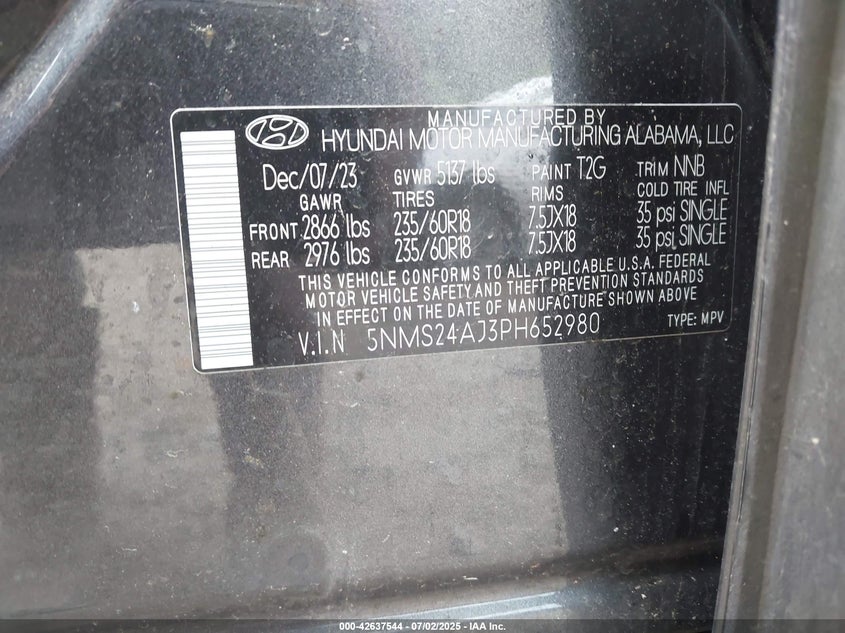 MANUFACTURED BY
HYUNDAI MOTOR MANUFACTURING ALABAMA, LLC
Dec/07/23 GVWR 5137 lbs PAINT T2G TRIM NNB
GAWR TIRES RIMS COLD TIRE INFL
FRONT 2866 lbs 235/60R18 7.5JX18 35 psi SINGLE
REAR 2976 lbs 235/60R18 7.5JX18 35 psi SINGLE
THIS VEHICLE CONFORMS TO ALL APPLICABLE U.S.A. FEDERAL
MOTOR VEHICLE SAFETY AND THEFT PREVENTION STANDARDS
IN EFFECT ON THE DATE OF MANUFACTURE SHOWN ABOVE
V.I.N 5NMS24AJ3PH652980 TYPE: MPV
000-42637544 - 07/02/2025 - IAA Inc.